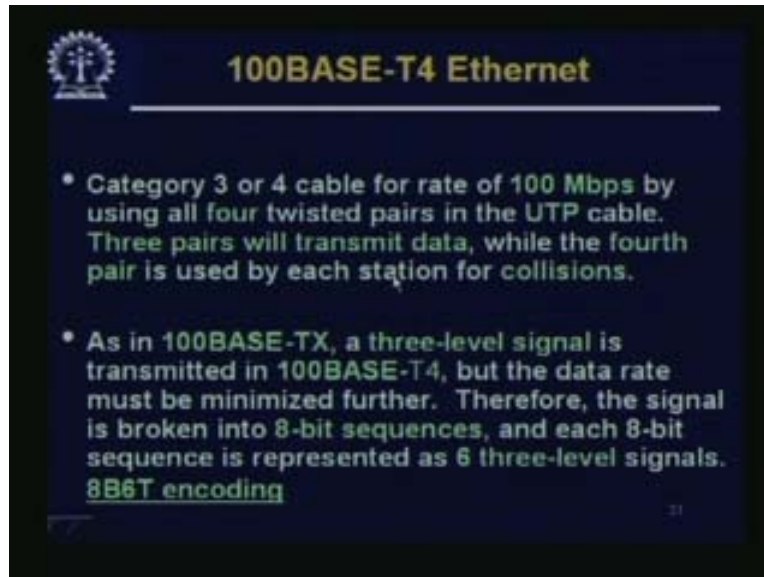 100BASE-T4 Ethernet
• Category 3 or 4 cable for rate of 100 Mbps by
using all four twisted pairs in the UTP cable.
Three pairs will transmit data, while the fourth
pair is used by each station for collisions.
• As in 100BASE-TX, a three-level signal is
transmitted in 100BASE-T4, but the data rate
must be minimized further. Therefore, the signal
is broken into 8-bit sequences, and each 8-bit
sequence is represented as 6 three-level signals.
8B6T encoding